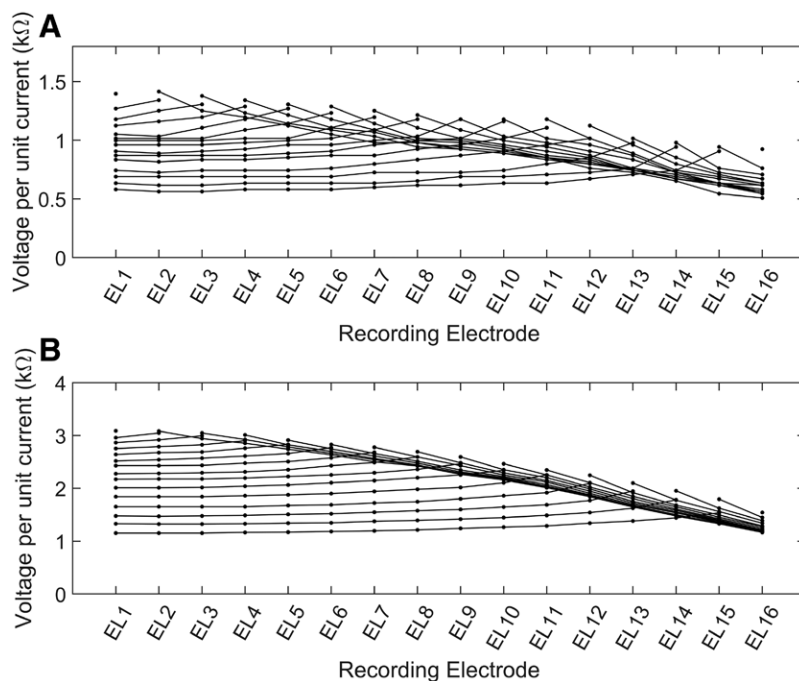 A
Voltage per unit current (kΩ)
1.5
1
0.5
0
EL1 EL2 EL3 EL4 EL5 EL6 EL7 EL8 EL9 EL10 EL11 EL12 EL13 EL14 EL15 EL16
Recording Electrode
B
Voltage per unit current (kΩ)
4
3
2
1
0
EL1 EL2 EL3 EL4 EL5 EL6 EL7 EL8 EL9 EL10 EL11 EL12 EL13 EL14 EL15 EL16
Recording Electrode